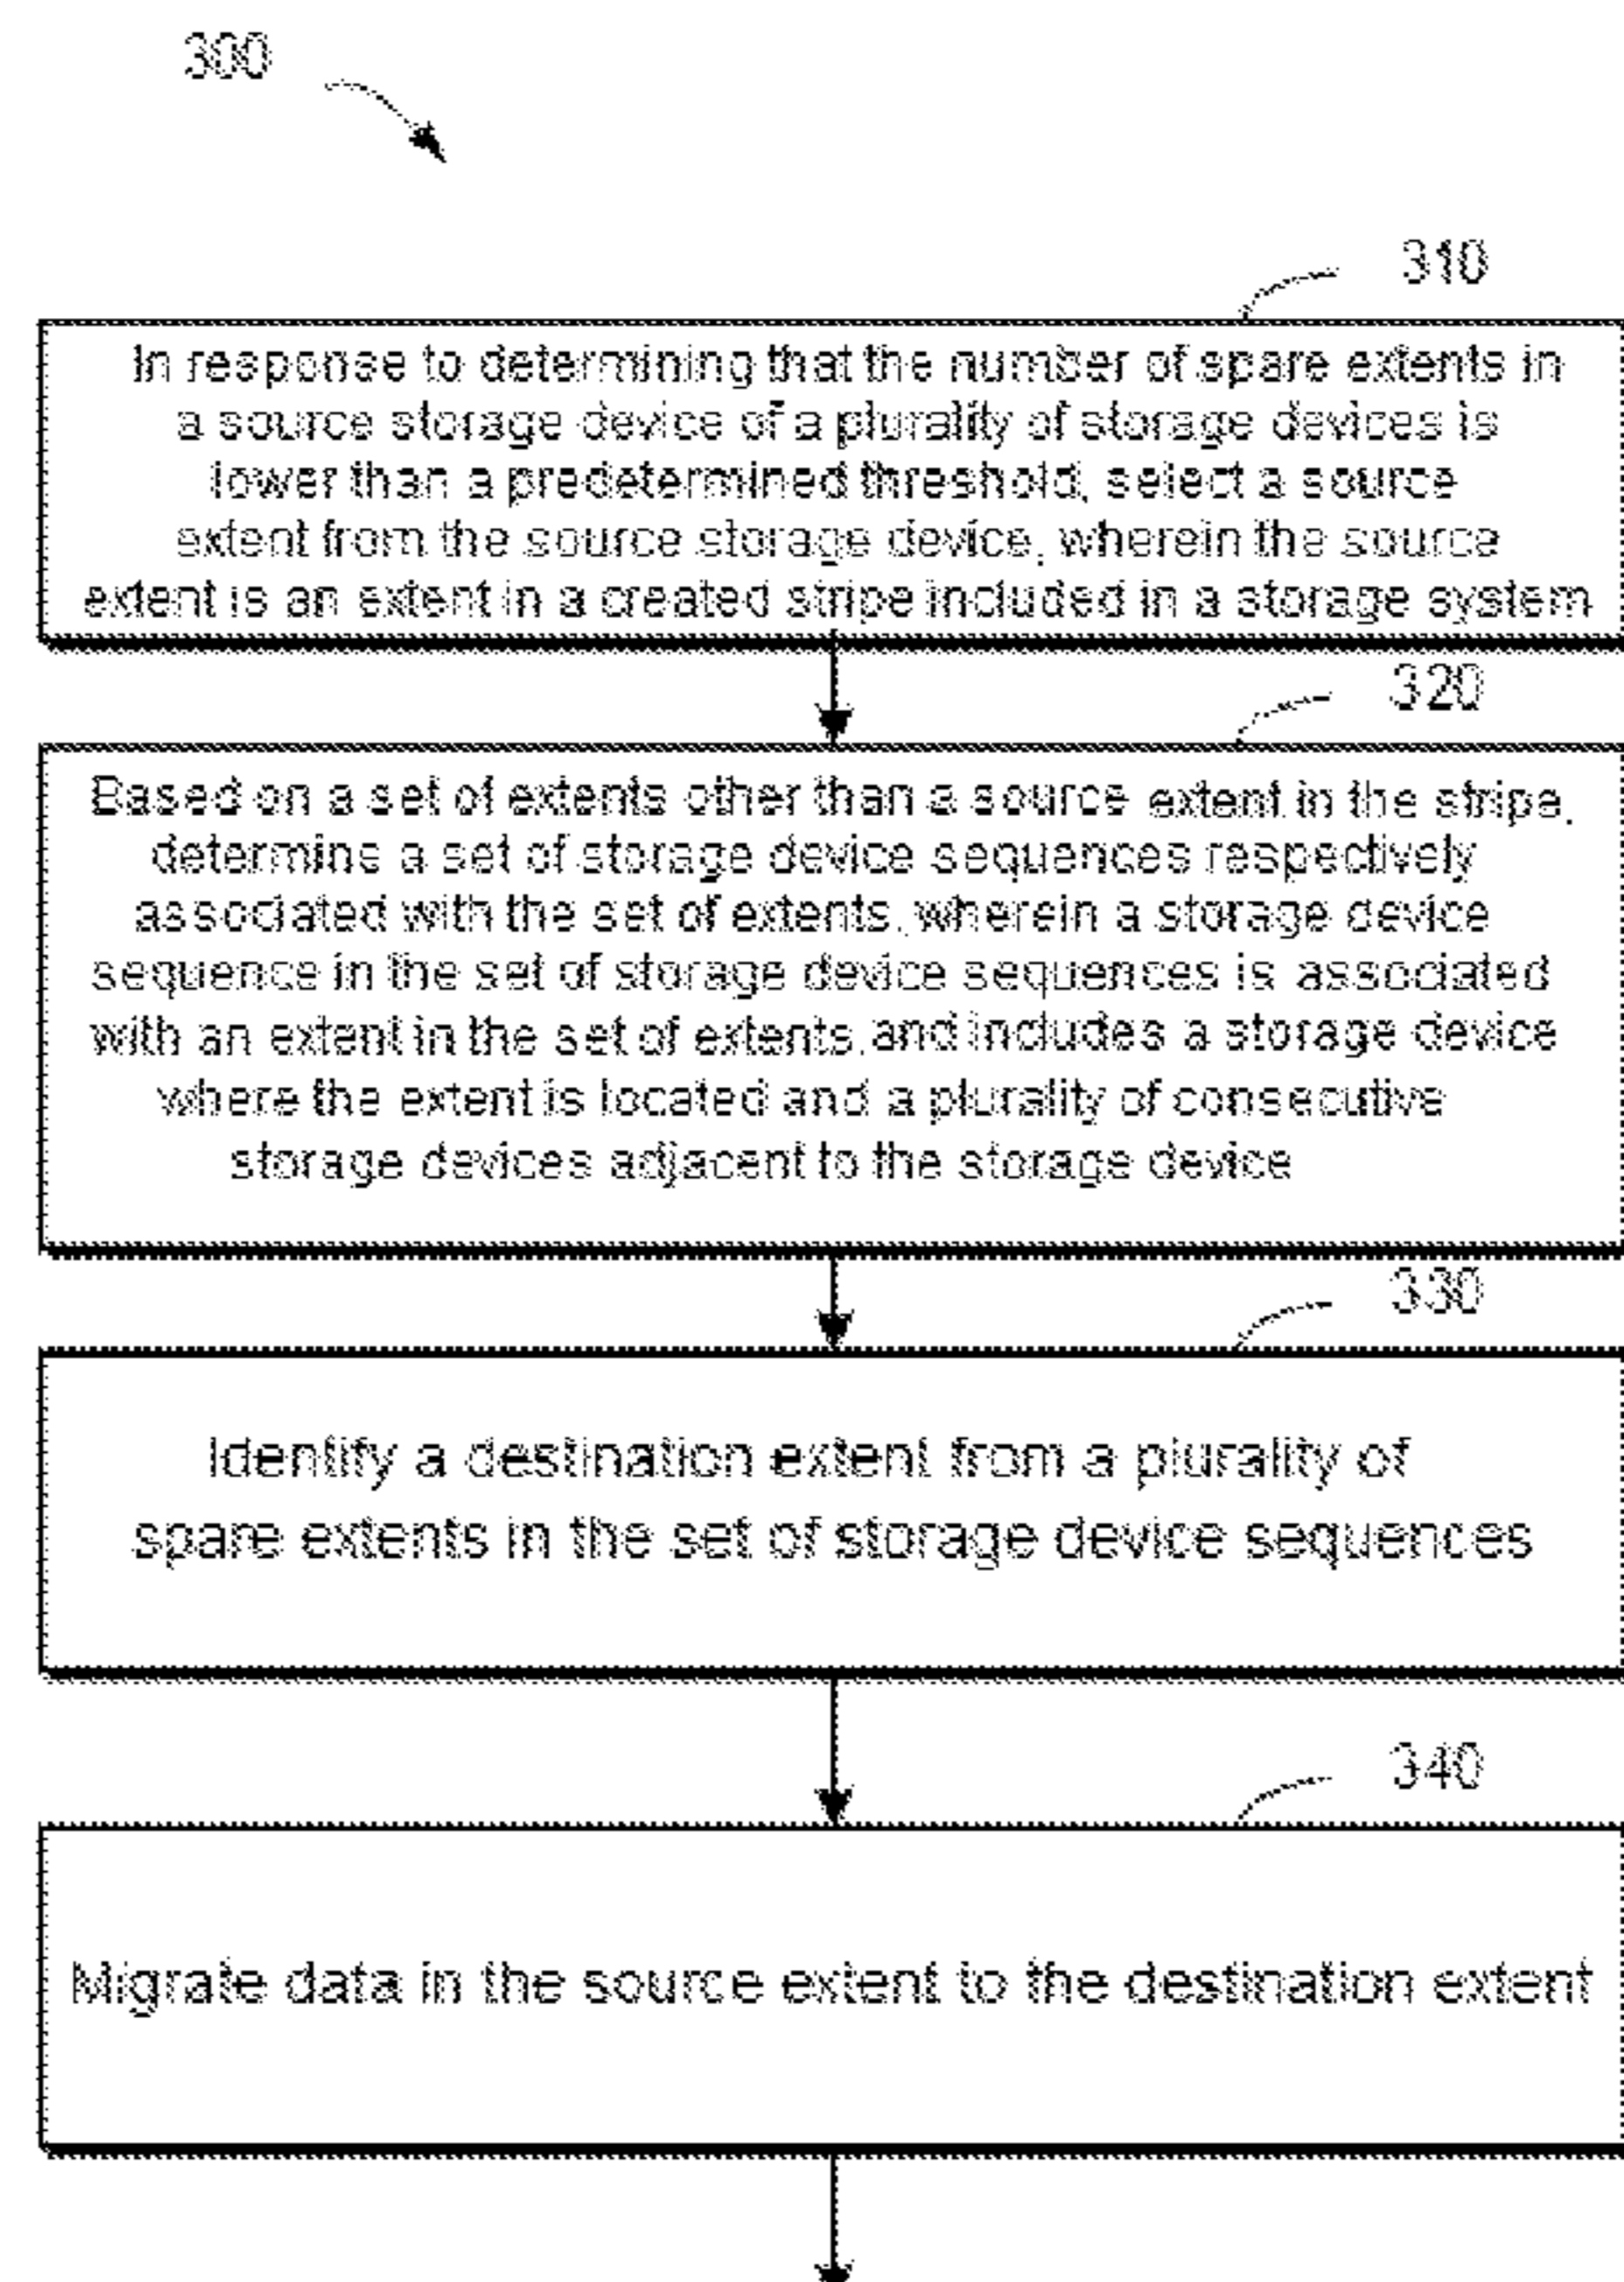 300
310
In response to determining that the number of spare extents in
a source storage device of a plurality of storage devices is
lower than a predetermined threshold, select a source
extent from the source storage device, wherein the source
extent is an extent in a created stripe included in a storage system
320
Based on a set of extents other than a source extent in the stripe,
determine a set of storage device sequences respectively
associated with the set of extents, wherein a storage device
sequence in the set of storage device sequences is associated
with an extent in the set of extents, and includes a storage device
where the extent is located and a plurality of consecutive
storage devices adjacent to the storage device
330
Identify a destination extent from a plurality of
spare extents in the set of storage device sequences
340
Migrate data in the source extent to the destination extent